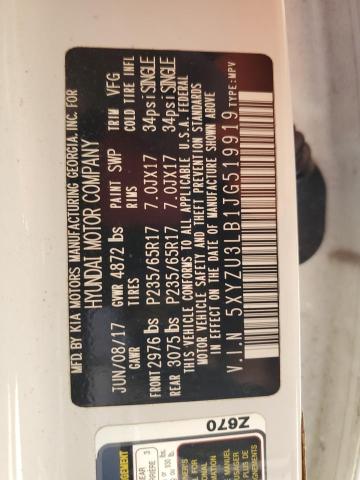 MFD. BY KIA MOTORS MANUFACTURING GEORGIA, INC. FOR
HYUNDAI MOTOR COMPANY
JUN/08/17 GVWR 4872 lbs PAINT SWP TRIM VFG
GAWR TIRES RIMS COLD TIRE INFL
FRONT 2976 lbs P235/65R17 7.0JX17 34psi SINGLE
REAR 3075 lbs P235/65R17 7.0JX17 34psi SINGLE
THIS VEHICLE CONFORMS TO ALL APPLICABLE U.S.A. FEDERAL
MOTOR VEHICLE SAFETY AND THEFT PREVENTION STANDARDS
IN EFFECT ON THE DATE OF MANUFACTURE SHOWN ABOVE.
V.I.N 5XYZU3LB1JG519919 TYPE:MPV
Z670